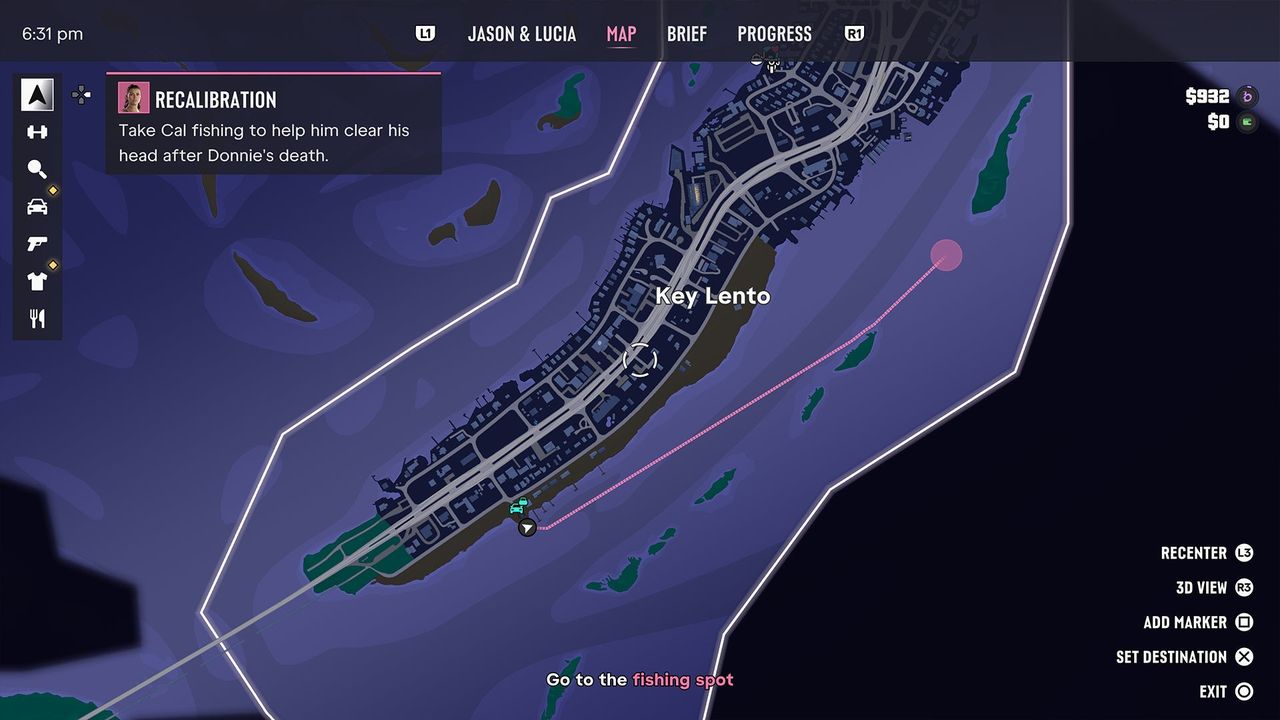 6:31 pm
L1 JASON & LUCIA MAP BRIEF PROGRESS R1
RECALIBRATION
Take Cal fishing to help him clear his
head after Donnie's death.
$932
$0
Key Lento
RECENTER L3
3D VIEW R3
ADD MARKER
SET DESTINATION
EXIT
Go to the fishing spot